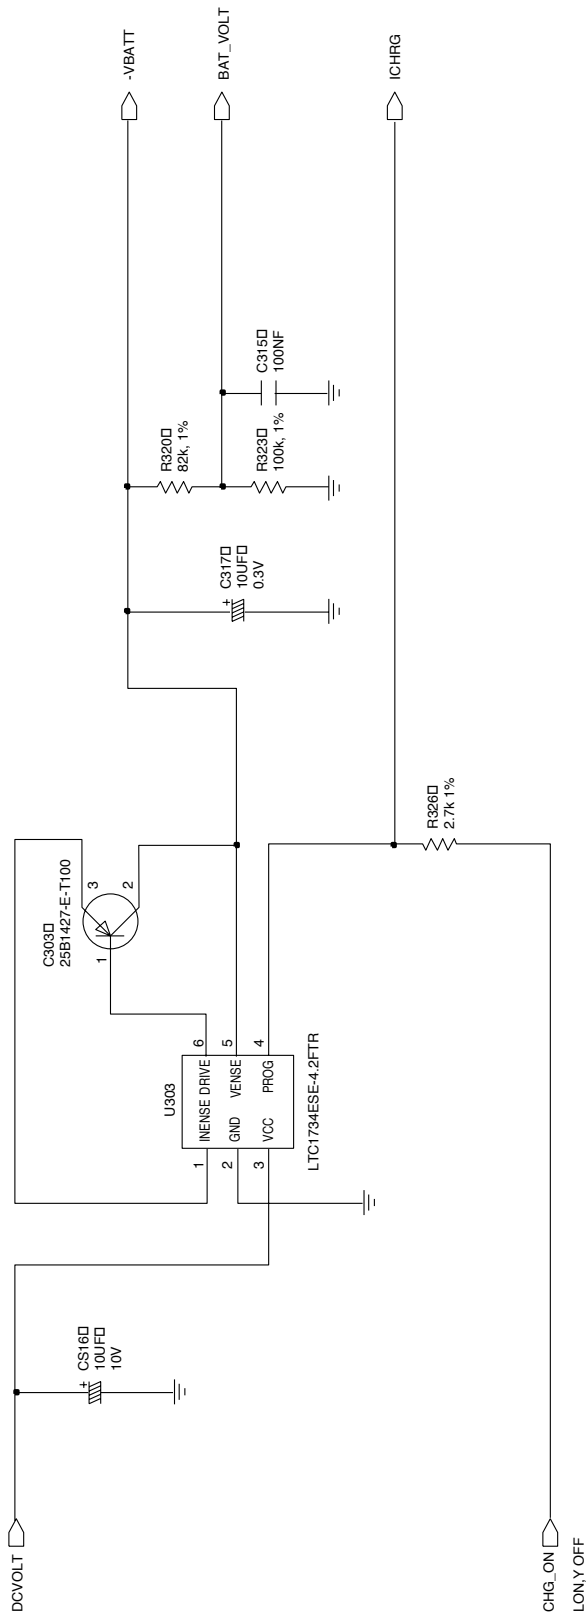 -VBATT
BAT_VOLT
ICHRG
C315□
100NF
R320□
82k, 1%
R323□
100k, 1%
C317□
10UF□
0.3V
+
C303□
25B1427-E-T100
3
2
1
R326□
2.7k 1%
U303
6
5
4
INENSE DRIVE
GND VENSE
VCC PROG
1
2
3
LTC1734ESE-4.2FTR
CS16□
10UF□
10V
+
DCVOLT
CHG_ON
LON,Y OFF